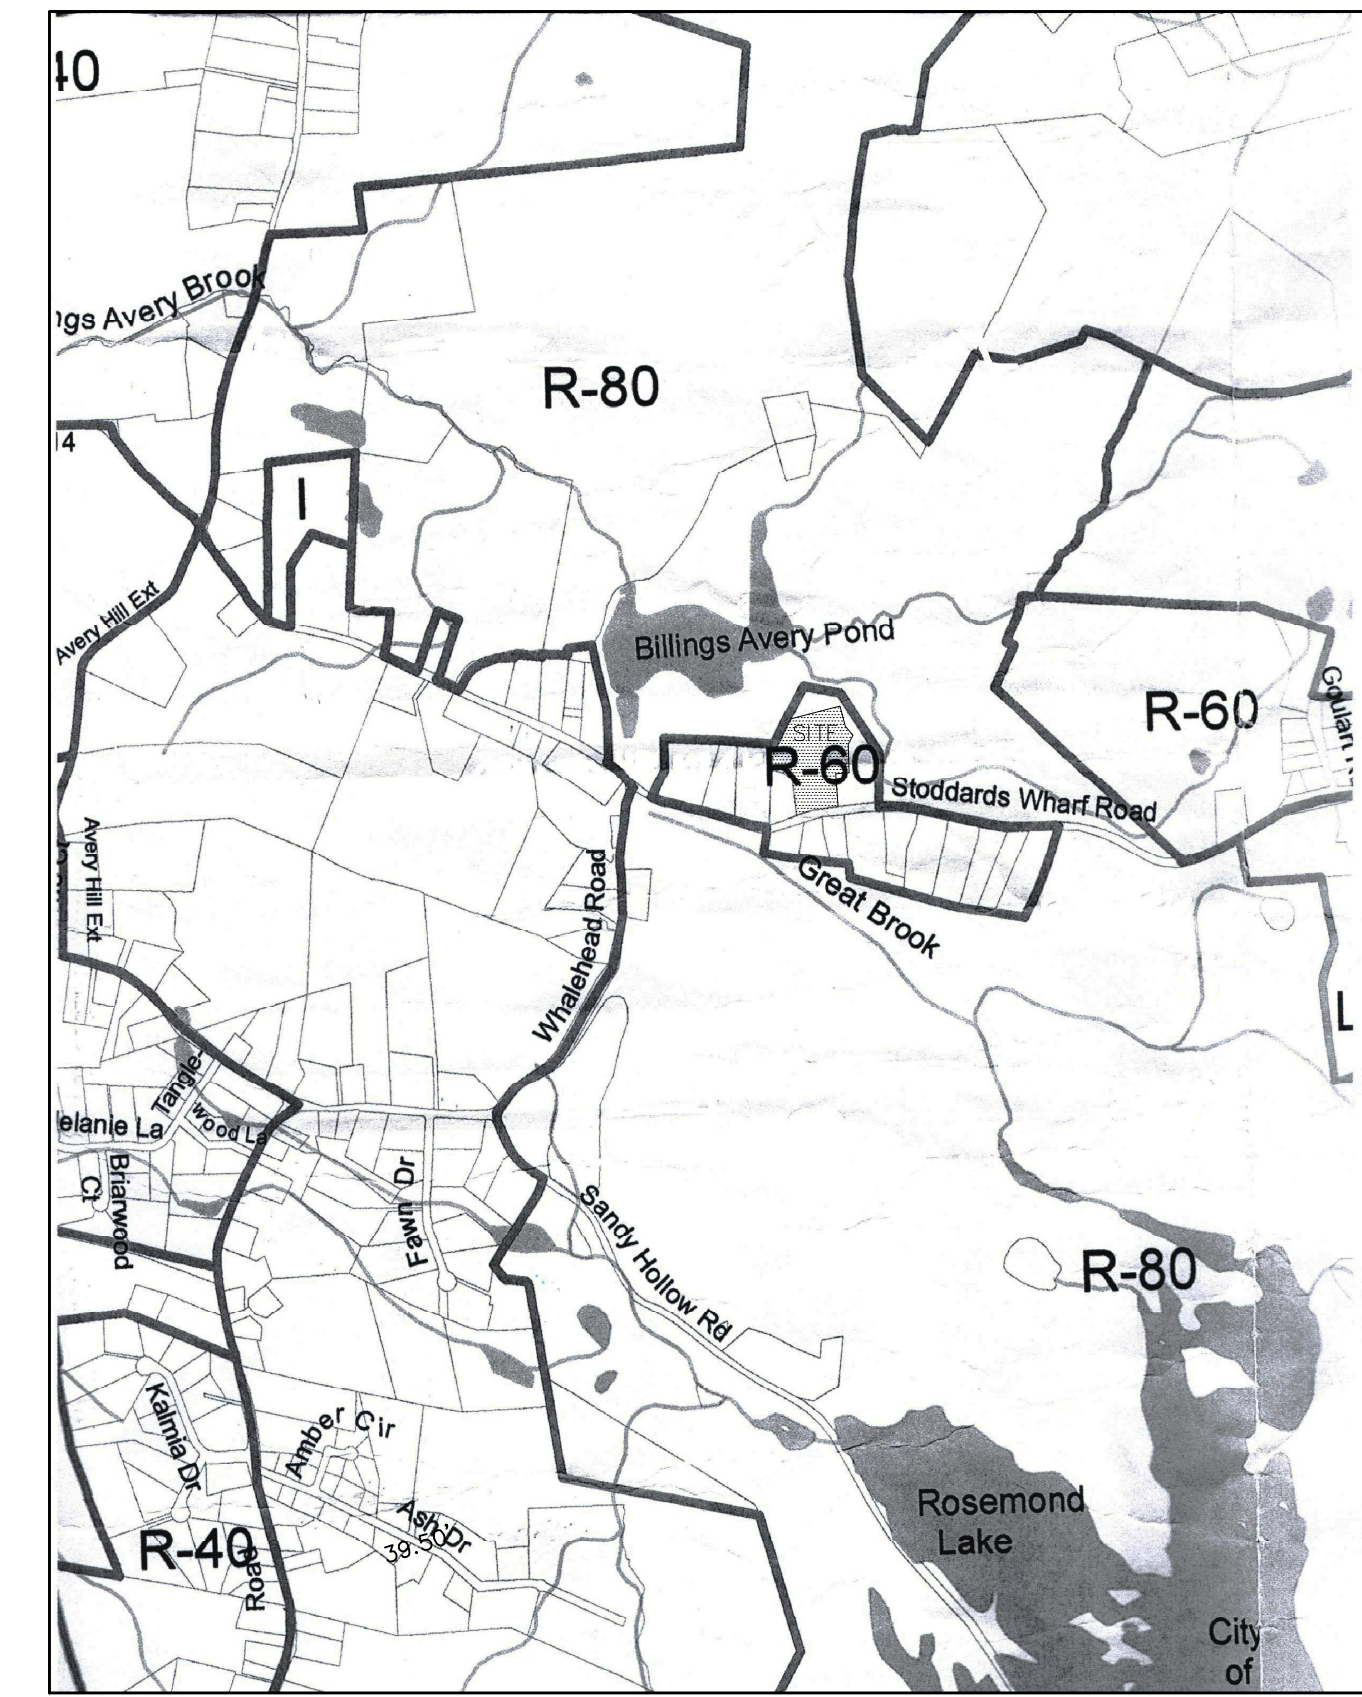 40
ngs Avery Brook
R-80
14
I
Avery Hill Ext
Billings Avery Pond
R-60
SITE
R-60
Stoddards Wharf Road
Avery Hill Ext
Great Brook
Whalehead Road
L
Tangle-
wood La
elanie La
Briarwood
Ct
Fawn Dr
Sandy Hollow Rd
R-80
Kalmia Dr
Amber Cir
Ash Dr
39.50'
R-40
Road
Rosemond
Lake
City
of